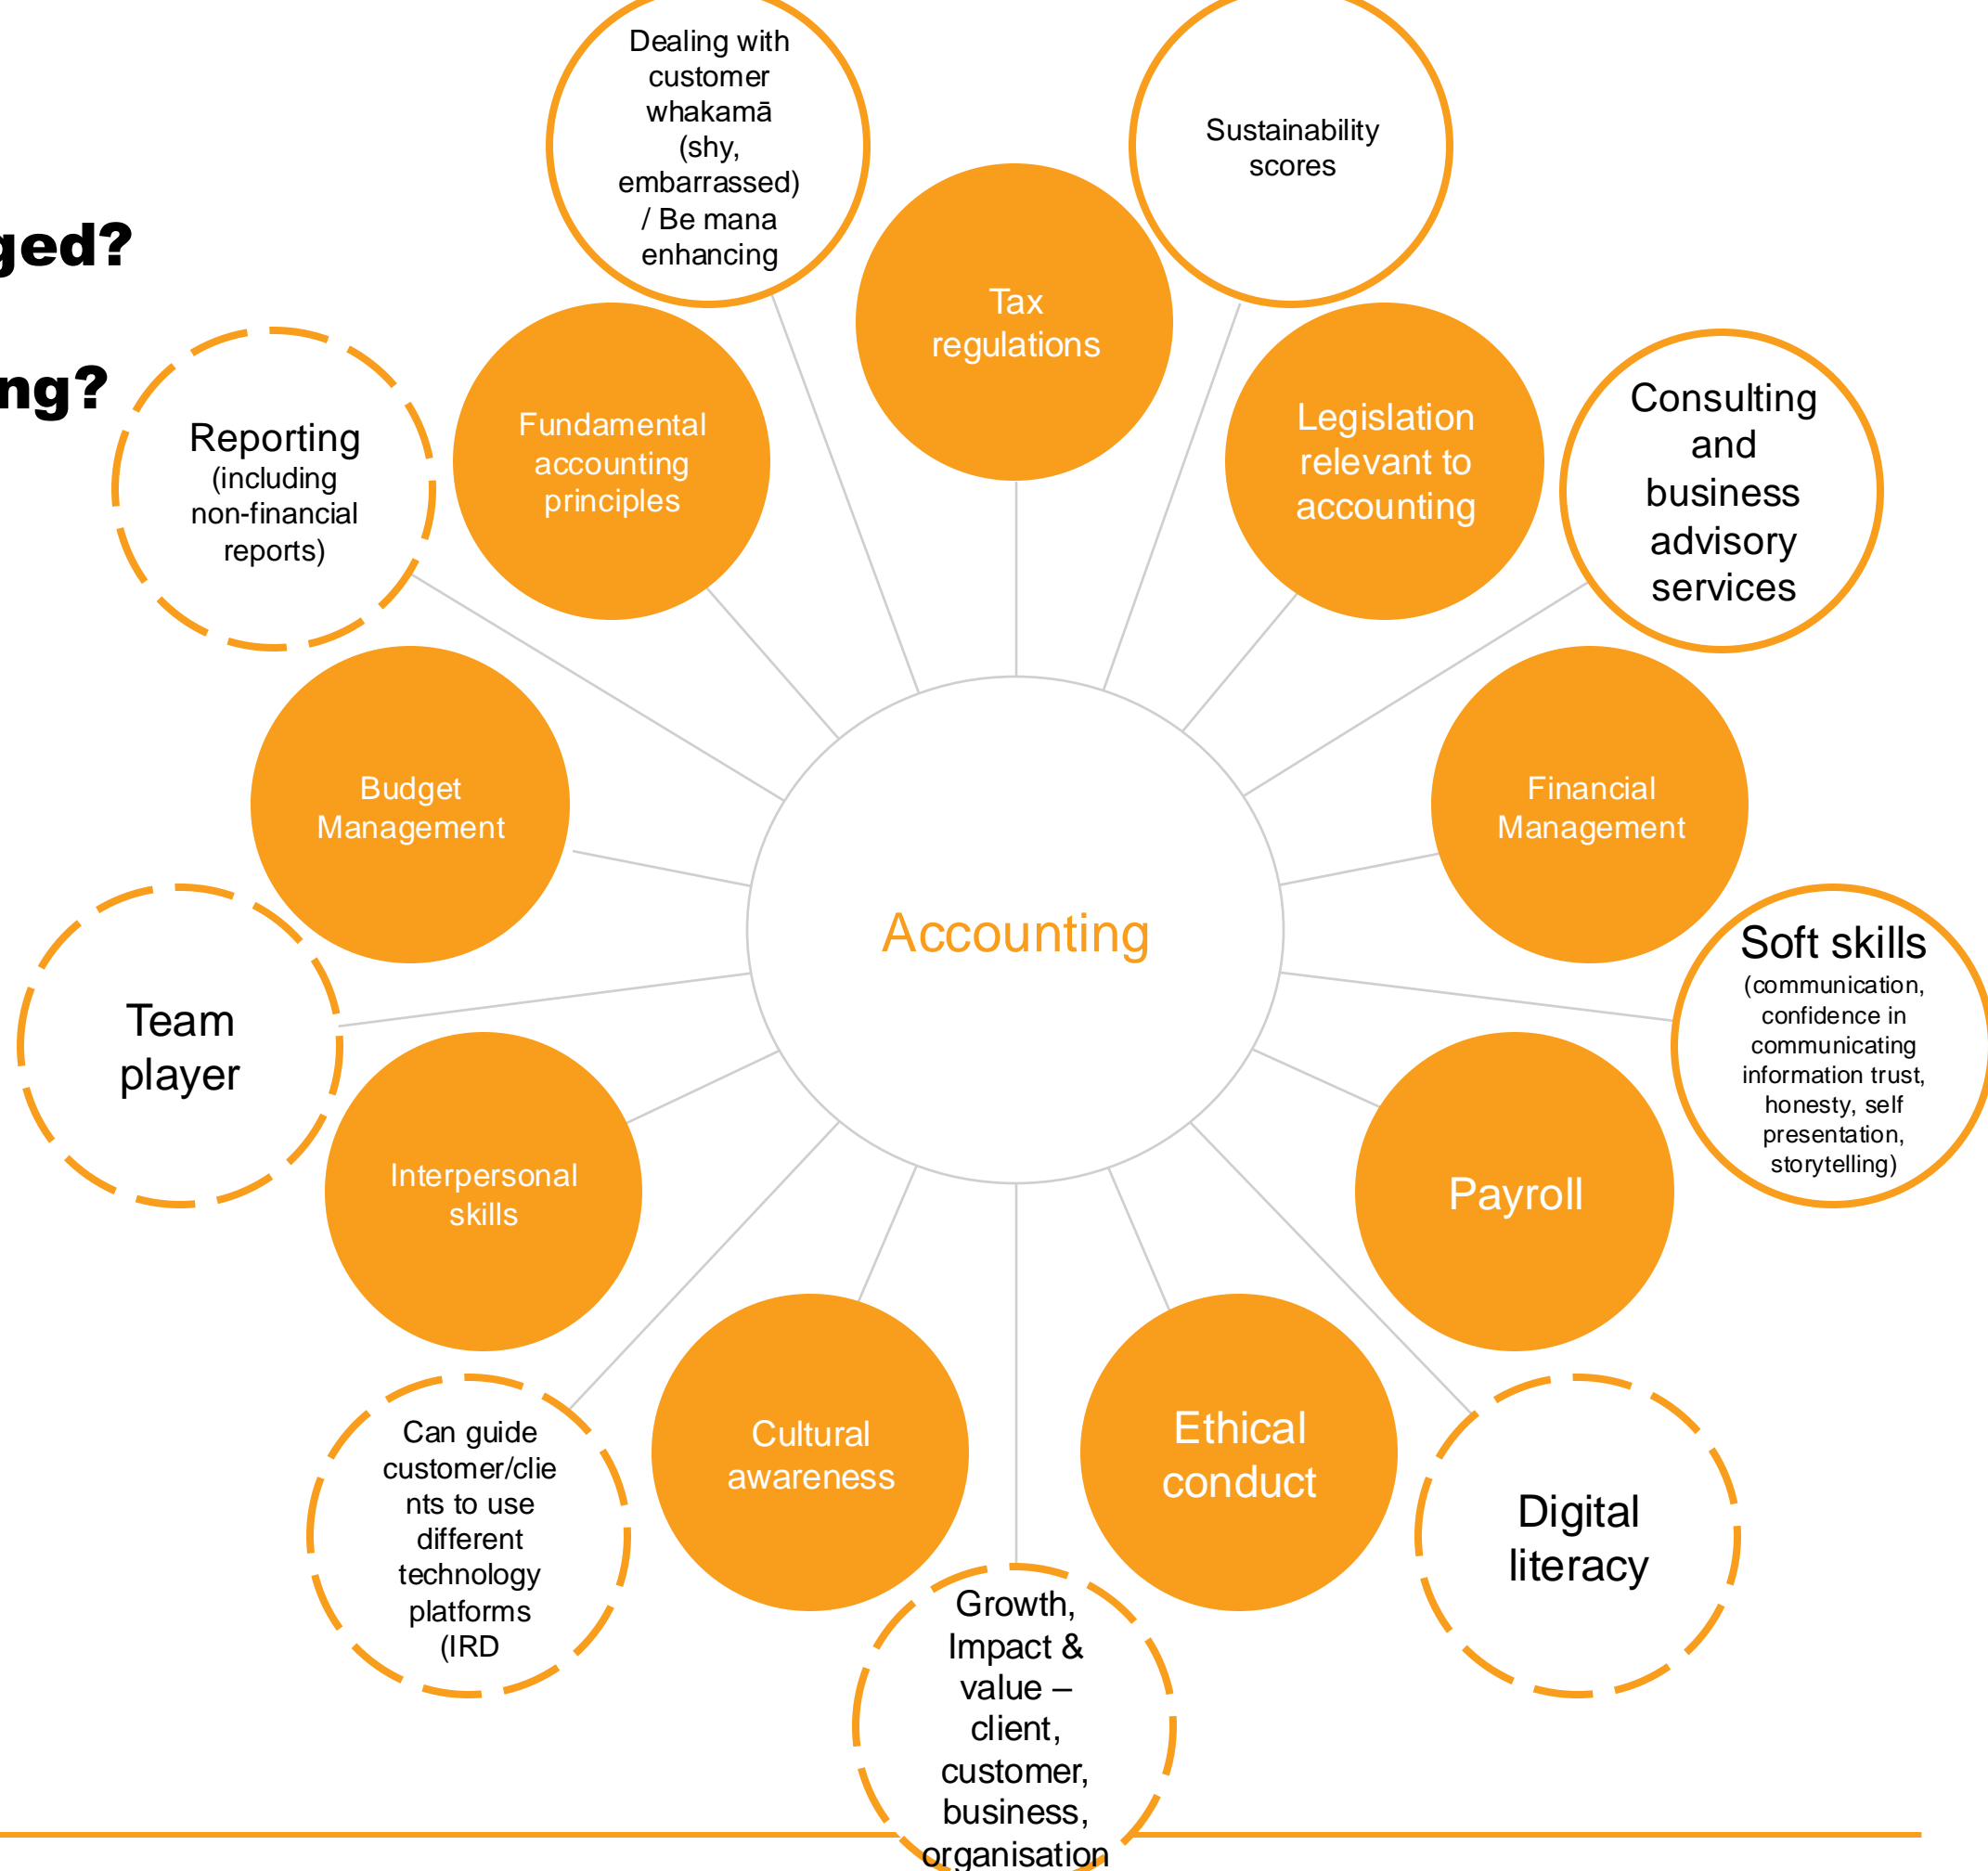 ged?
ng?
Dealing with
customer
whakamā
(shy,
embarrassed)
/ Be mana
enhancing
Sustainability
scores
Tax
regulations
Reporting
(including
non-financial
reports)
Fundamental
accounting
principles
Legislation
relevant to
accounting
Consulting
and
business
advisory
services
Budget
Management
Financial
Management
Accounting
Team
player
Soft skills
(communication,
confidence in
communicating
information trust,
honesty, self
presentation,
storytelling)
Interpersonal
skills
Payroll
Can guide
customer/clie
nts to use
different
technology
platforms
(IRD
Cultural
awareness
Ethical
conduct
Digital
literacy
Growth,
Impact &
value –
client,
customer,
business,
organisation